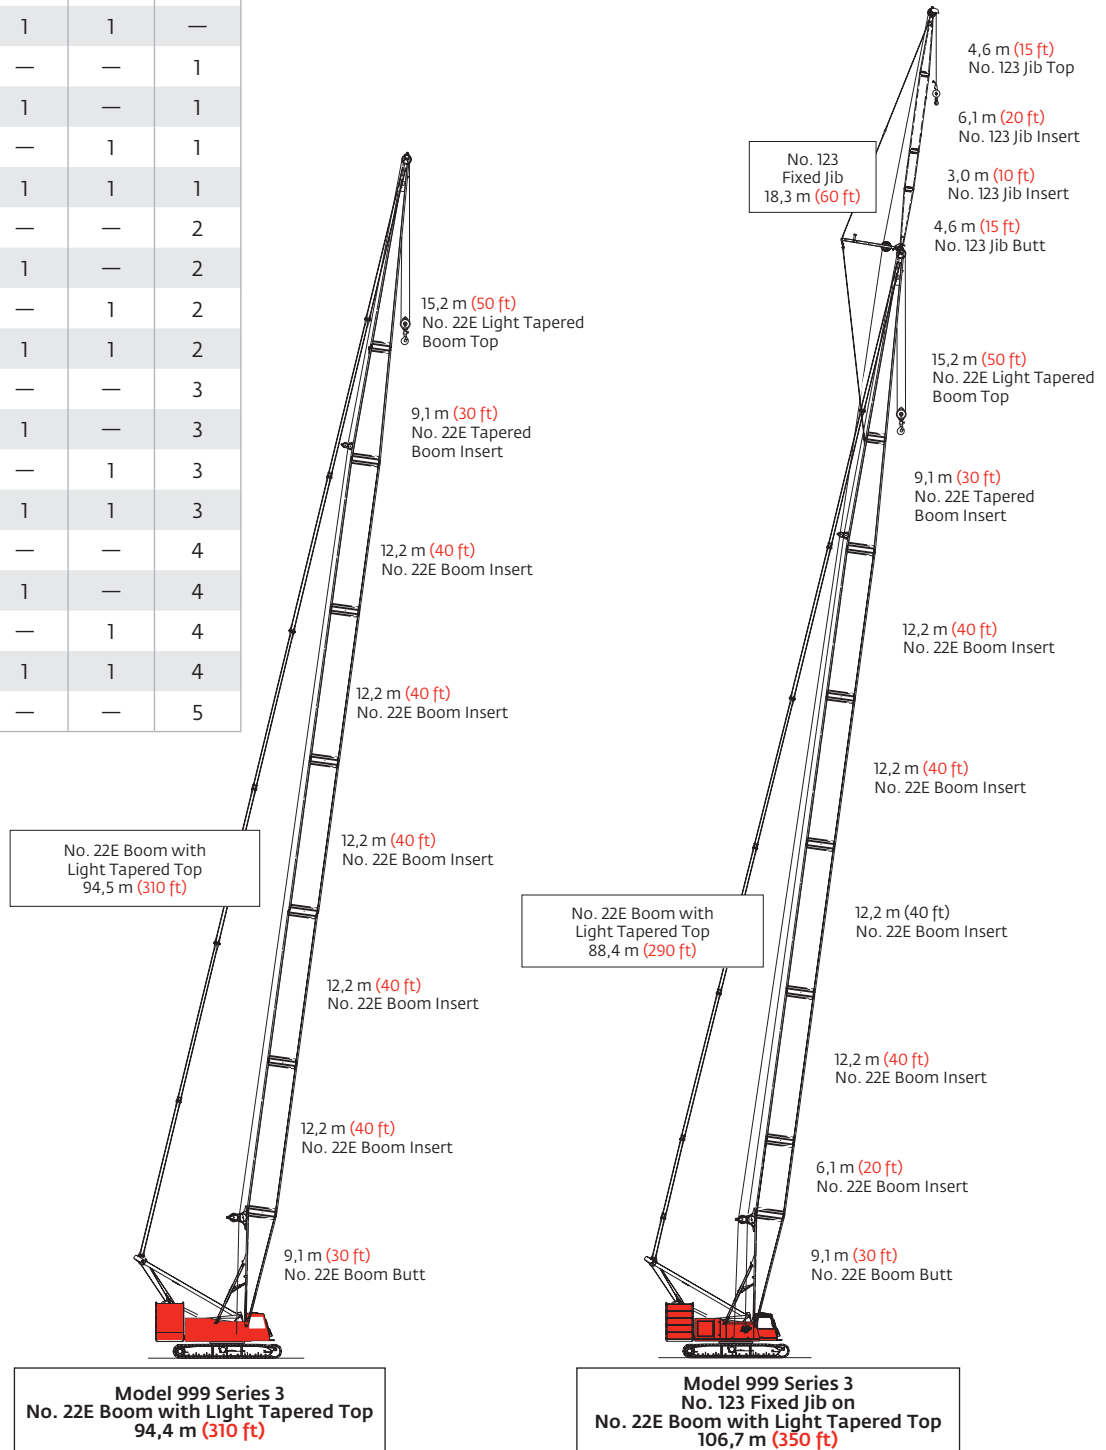 1 1 —
— — 1
1 — 1
— 1 1
1 1 1
— — 2
1 — 2
— 1 2
1 1 2
— — 3
1 — 3
— 1 3
1 1 3
— — 4
1 — 4
— 1 4
1 1 4
— — 5
15,2 m (50 ft)
No. 22E Light Tapered
Boom Top
9,1 m (30 ft)
No. 22E Tapered
Boom Insert
12,2 m (40 ft)
No. 22E Boom Insert
12,2 m (40 ft)
No. 22E Boom Insert
12,2 m (40 ft)
No. 22E Boom Insert
No. 22E Boom with
Light Tapered Top
94,5 m (310 ft)
12,2 m (40 ft)
No. 22E Boom Insert
12,2 m (40 ft)
No. 22E Boom Insert
9,1 m (30 ft)
No. 22E Boom Butt
Model 999 Series 3
No. 22E Boom with LIght Tapered Top
94,4 m (310 ft)
4,6 m (15 ft)
No. 123 Jib Top
6,1 m (20 ft)
No. 123 Jib Insert
No. 123
Fixed Jib
18,3 m (60 ft)
3,0 m (10 ft)
No. 123 Jib Insert
4,6 m (15 ft)
No. 123 Jib Butt
15,2 m (50 ft)
No. 22E Light Tapered
Boom Top
9,1 m (30 ft)
No. 22E Tapered
Boom Insert
12,2 m (40 ft)
No. 22E Boom Insert
12,2 m (40 ft)
No. 22E Boom Insert
12,2 m (40 ft)
No. 22E Boom Insert
No. 22E Boom with
Light Tapered Top
88,4 m (290 ft)
12,2 m (40 ft)
No. 22E Boom Insert
6,1 m (20 ft)
No. 22E Boom Insert
9,1 m (30 ft)
No. 22E Boom Butt
Model 999 Series 3
No. 123 Fixed Jib on
No. 22E Boom with Light Tapered Top
106,7 m (350 ft)